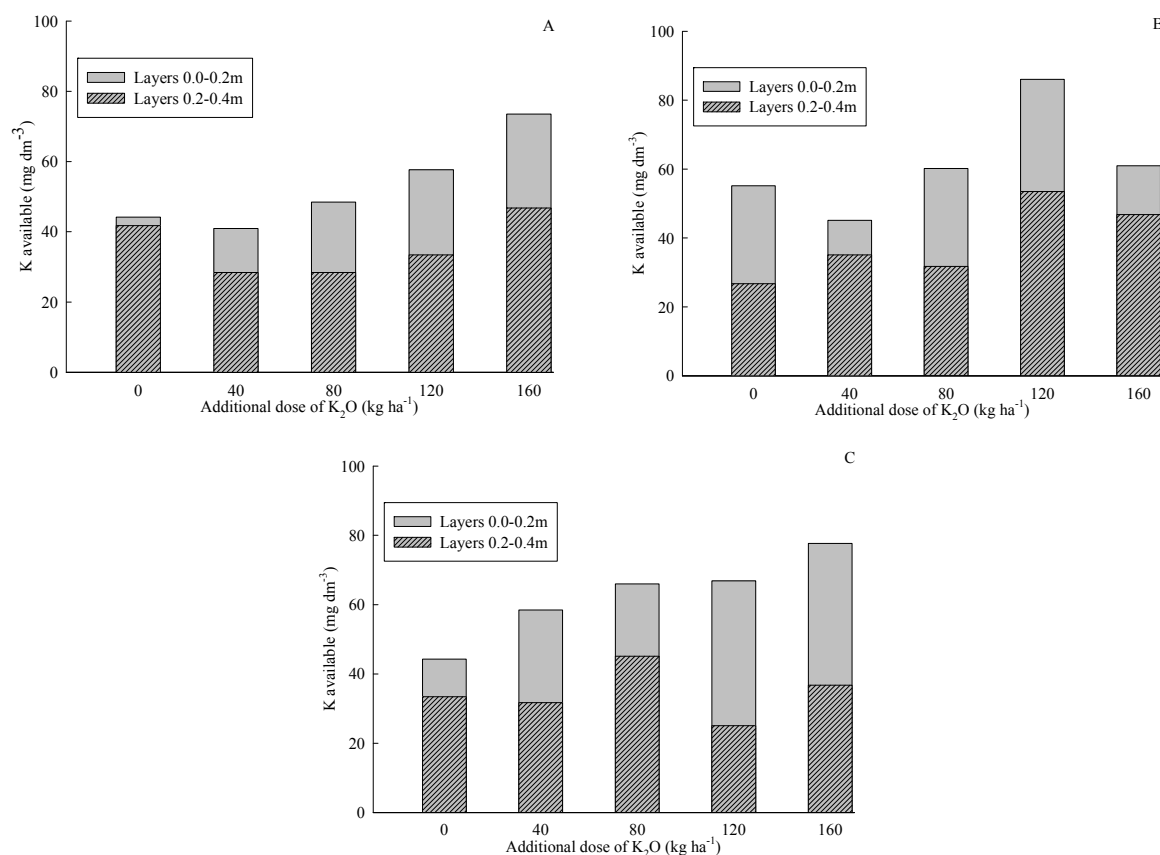 A
100
80
60
40
20
0
K available (mg dm⁻³)
Layers 0.0-0.2m
Layers 0.2-0.4m
0 40 80 120 160
Additional dose of K₂O (kg ha⁻¹)
B
100
80
60
40
20
0
K available (mg dm⁻³)
Layers 0.0-0.2m
Layers 0.2-0.4m
0 40 80 120 160
Additional dose of K₂O (kg ha⁻¹)
C
100
80
60
40
20
0
K available (mg dm⁻³)
Layers 0.0-0.2m
Layers 0.2-0.4m
0 40 80 120 160
Additional dose of K₂O (kg ha⁻¹)